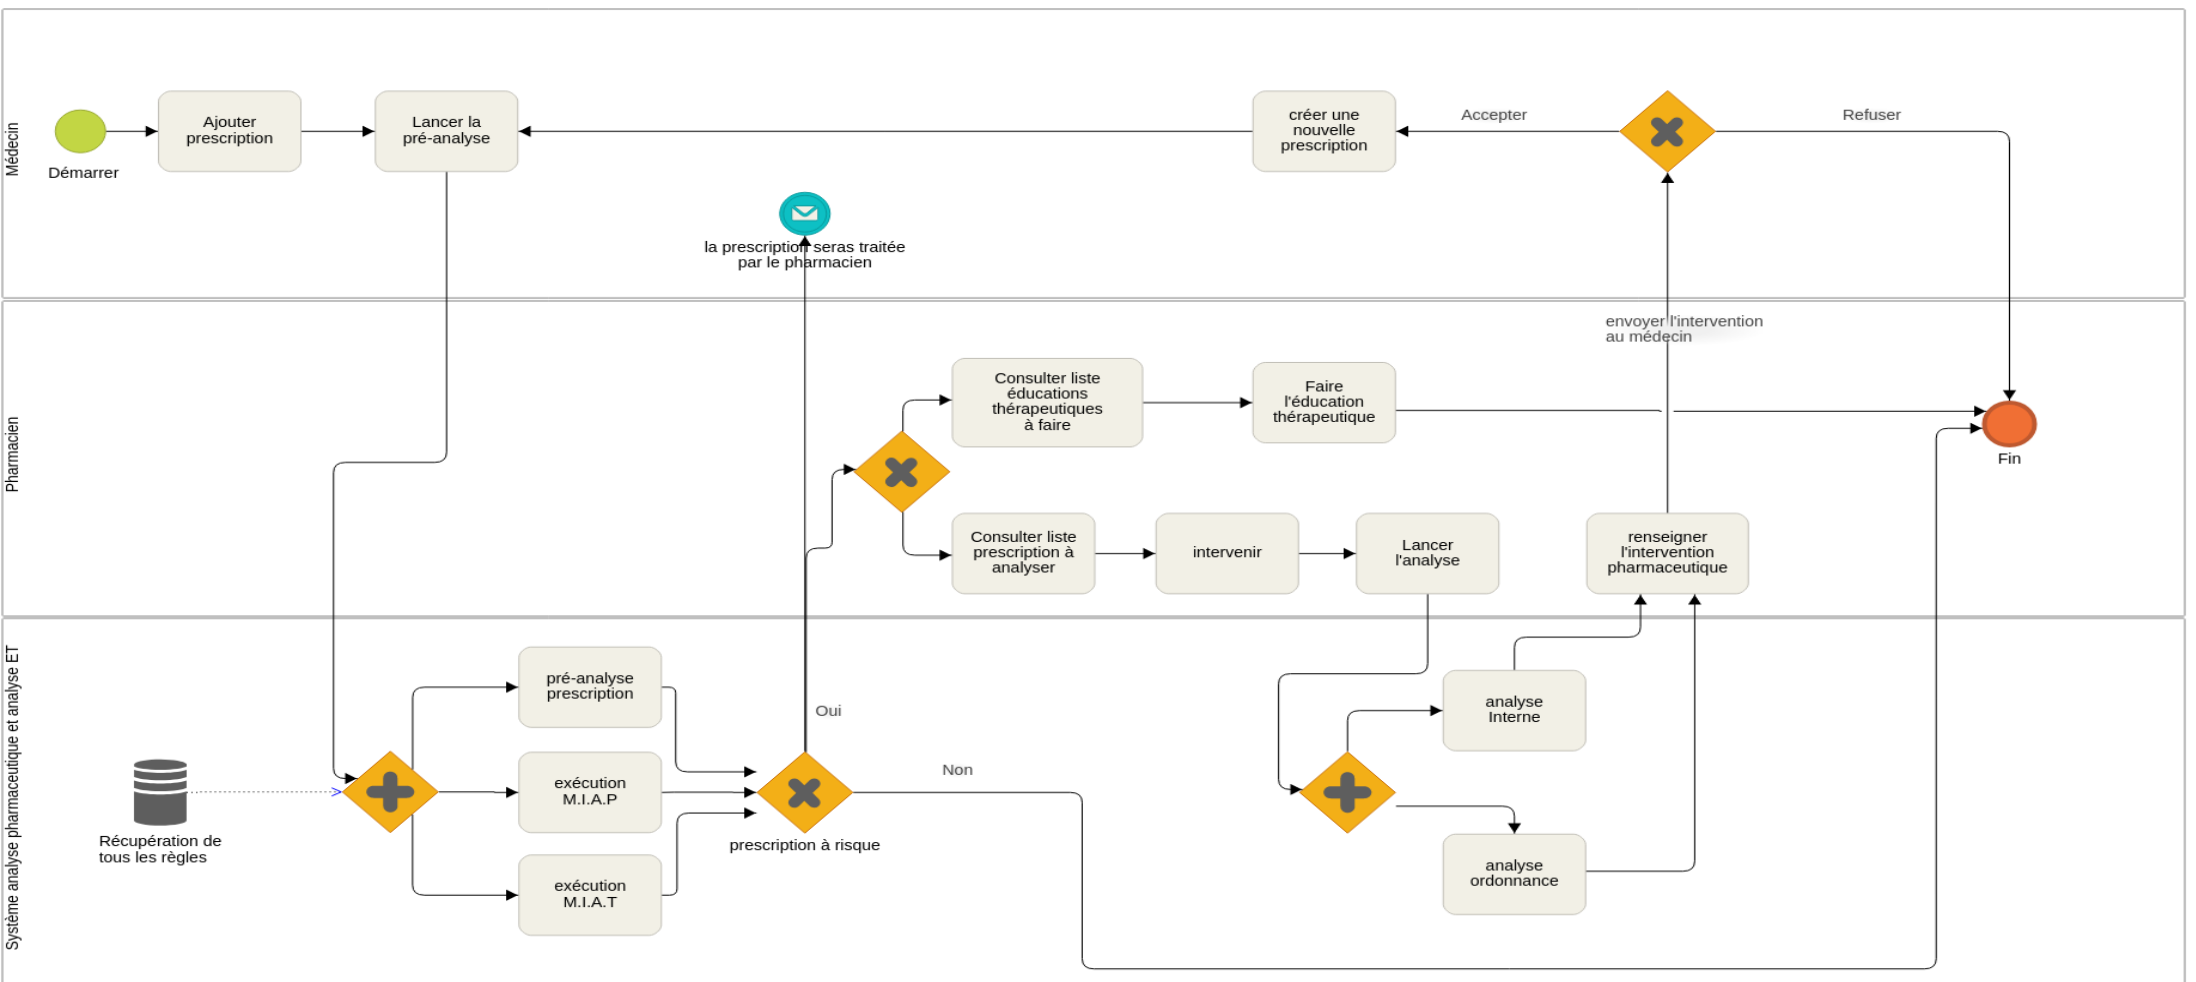 Médecin
Démarrer
Ajouter
prescription
Lancer la
pré-analyse
créer une
nouvelle
prescription
Accepter
Refuser
la prescription seras traitée
par le pharmacien
Pharmacien
envoyer l'intervention
au médecin
Consulter liste
éducations
thérapeutiques
à faire
Faire
l'éducation
thérapeutique
Fin
Consulter liste
prescription à
analyser
intervenir
Lancer
l'analyse
renseigner
l'intervention
pharmaceutique
Système analyse pharmaceutique et analyse ET
Récupération de
tous les règles
pré-analyse
prescription
exécution
M.I.A.P
exécution
M.I.A.T
Oui
Non
prescription à risque
analyse
Interne
analyse
ordonnance